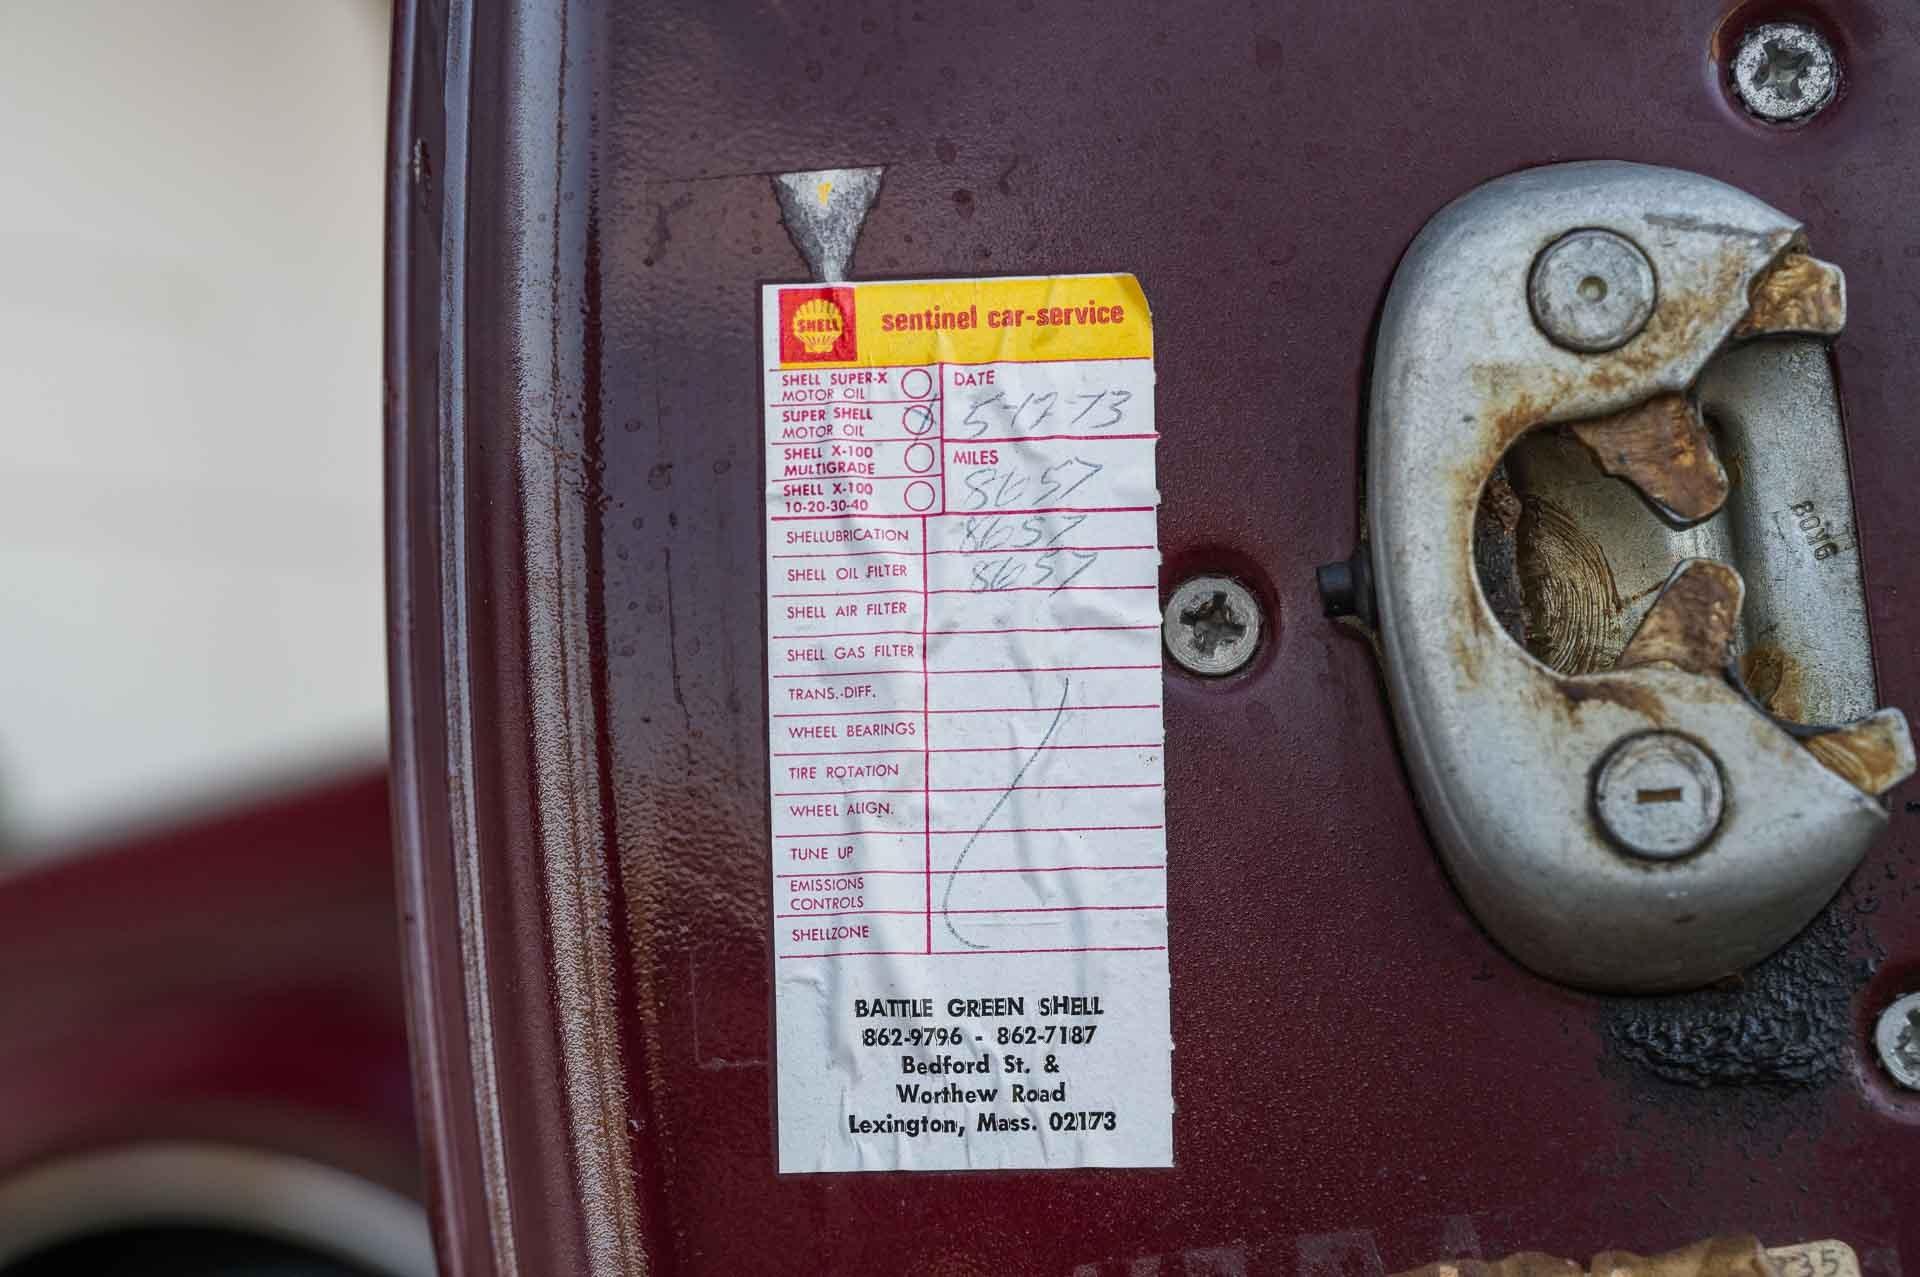 SHELL
sentinel car-service
SHELL SUPER-X
MOTOR OIL
SUPER SHELL
MOTOR OIL
SHELL X-100
MULTIGRADE
SHELL X-100
10-20-30-40
DATE
5-17-73
MILES
8657
SHELLUBRICATION 8657
SHELL OIL FILTER 8657
SHELL AIR FILTER
SHELL GAS FILTER
TRANS.-DIFF.
WHEEL BEARINGS
TIRE ROTATION
WHEEL ALIGN.
TUNE UP
EMISSIONS
CONTROLS
SHELLZONE
BATTLE GREEN SHELL
862-9796 - 862-7187
Bedford St. &
Worthew Road
Lexington, Mass. 02173